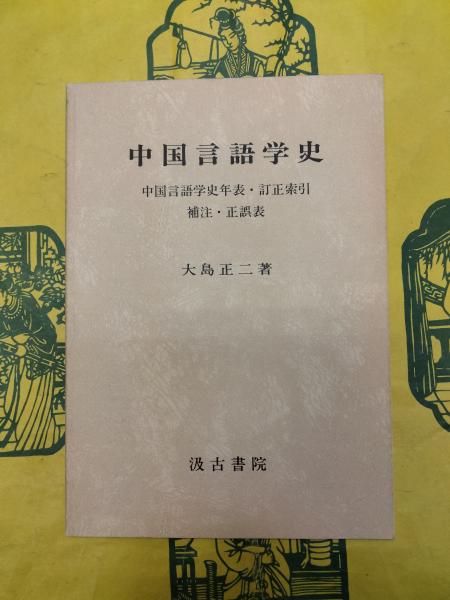 中国言語学史
中国言語学史年表・訂正索引
補注・正誤表
大島正二著
汲古書院